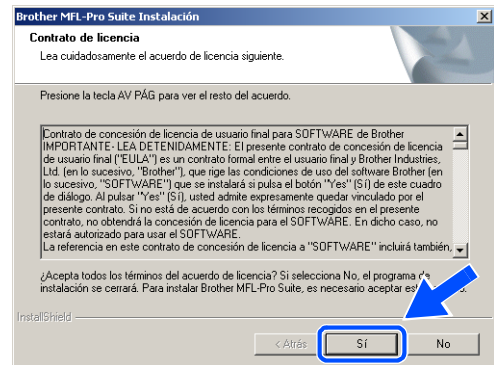 Brother MFL-Pro Suite Instalación
Contrato de licencia
Lea cuidadosamente el acuerdo de licencia siguiente.
Presione la tecla AV PÁG para ver el resto del acuerdo.
Contrato de concesión de licencia de usuario final para SOFTWARE de Brother
IMPORTANTE- LEA DETENIDAMENTE: El presente contrato de concesión de licencia
de usuario final ("EULA") es un contrato formal entre el usuario final y Brother Industries,
Ltd. (en lo sucesivo, "Brother"), que rige las condiciones de uso del software Brother (en
lo sucesivo, "SOFTWARE") que se instalará si pulsa el botón "Yes" (Sí) de este cuadro
de diálogo. Al pulsar "Yes" (Sí), usted admite expresamente quedar vinculado por el
presente contrato. Si no está de acuerdo con los términos recogidos en el presente
contrato, no obtendrá la concesión de licencia para el SOFTWARE. En dicho caso, no
estará autorizado para usar el SOFTWARE.
La referencia en este contrato de concesión de licencia a "SOFTWARE" incluirá también,
¿Acepta todos los términos del acuerdo de licencia? Si selecciona No, el programa de
instalación se cerrará. Para instalar Brother MFL-Pro Suite, es necesario aceptar
InstallShield
< Atrás
Sí
No